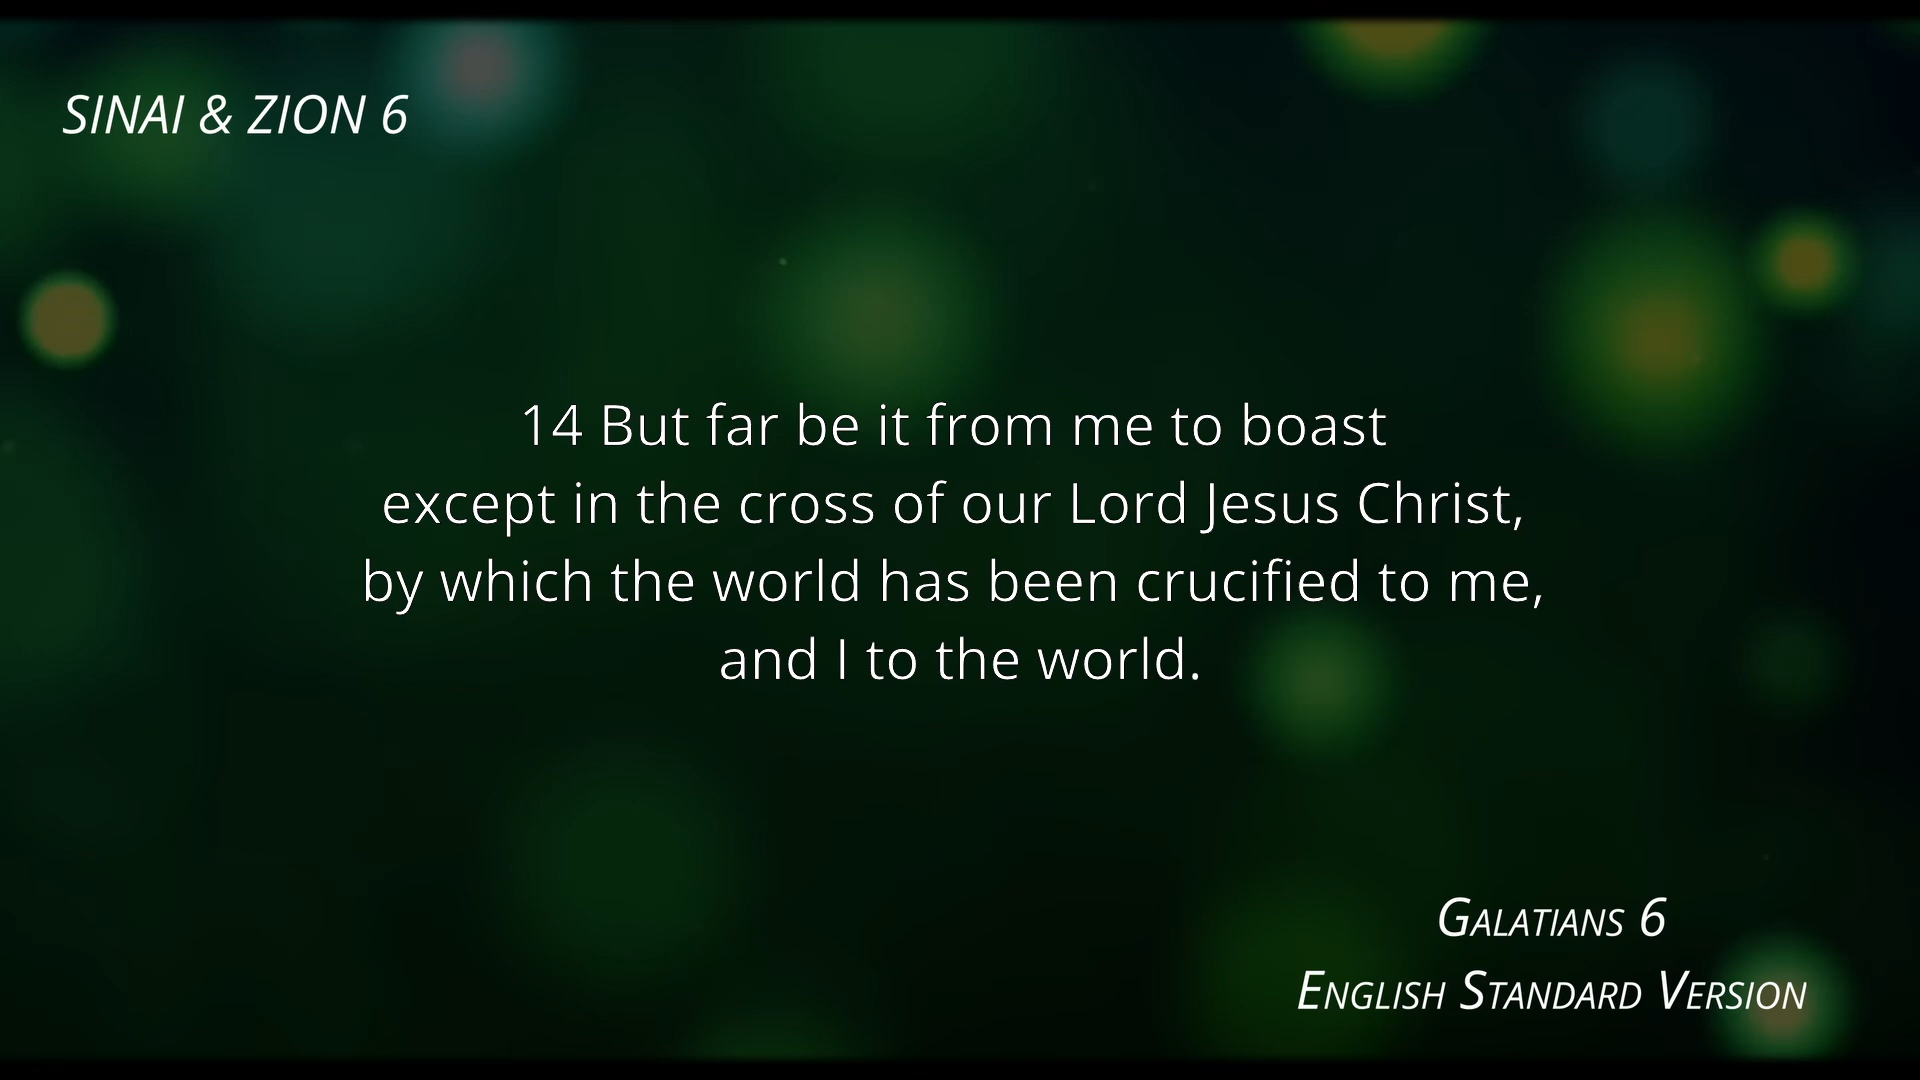 SINAI & ZION 6
14 But far be it from me to boast
except in the cross of our Lord Jesus Christ,
by which the world has been crucified to me,
and I to the world.
Galatians 6
English Standard Version